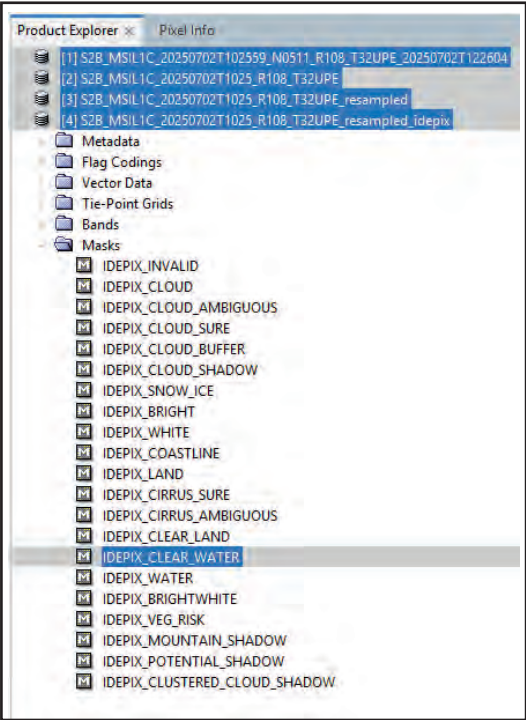 Product Explorer × Pixel Info
[1] S2B_MSIL1C_20250702T102559_N0511_R108_T32UPE_20250702T122604
[2] S2B_MSIL1C_20250702T1025_R108_T32UPE
[3] S2B_MSIL1C_20250702T1025_R108_T32UPE_resampled
[4] S2B_MSIL1C_20250702T1025_R108_T32UPE_resampled_idepix
Metadata
Flag Codings
Vector Data
Tie-Point Grids
Bands
Masks
M IDEPIX_INVALID
M IDEPIX_CLOUD
M IDEPIX_CLOUD_AMBIGUOUS
M IDEPIX_CLOUD_SURE
M IDEPIX_CLOUD_BUFFER
M IDEPIX_CLOUD_SHADOW
M IDEPIX_SNOW_ICE
M IDEPIX_BRIGHT
M IDEPIX_WHITE
M IDEPIX_COASTLINE
M IDEPIX_LAND
M IDEPIX_CIRRUS_SURE
M IDEPIX_CIRRUS_AMBIGUOUS
M IDEPIX_CLEAR_LAND
M IDEPIX_CLEAR_WATER
M IDEPIX_WATER
M IDEPIX_BRIGHTWHITE
M IDEPIX_VEG_RISK
M IDEPIX_MOUNTAIN_SHADOW
M IDEPIX_POTENTIAL_SHADOW
M IDEPIX_CLUSTERED_CLOUD_SHADOW